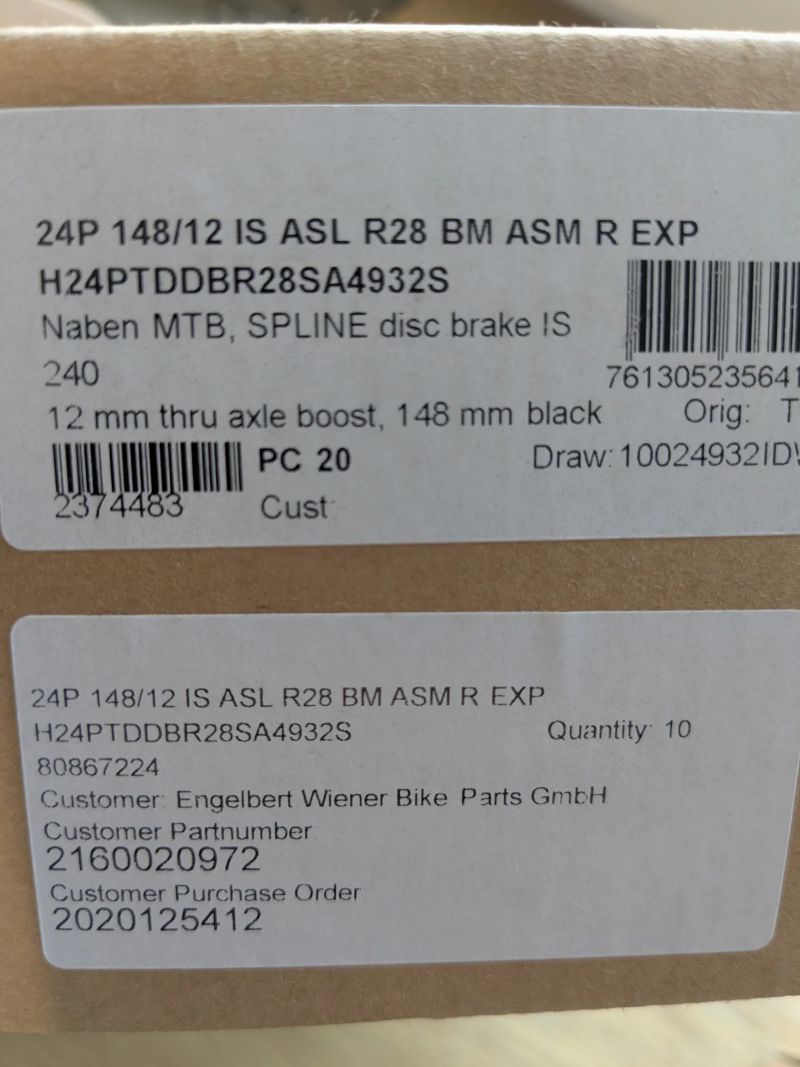 24P 148/12 IS ASL R28 BM ASM R EXP
H24PTDDBR28SA4932S
Naben MTB, SPLINE disc brake IS
240
761305235641
12 mm thru axle boost, 148 mm black Orig: T
PC 20 Draw: 10024932ID
2374483 Cust
24P 148/12 IS ASL R28 BM ASM R EXP
H24PTDDBR28SA4932S Quantity: 10
80867224
Customer: Engelbert Wiener Bike Parts GmbH
Customer Partnumber:
2160020972
Customer Purchase Order
2020125412